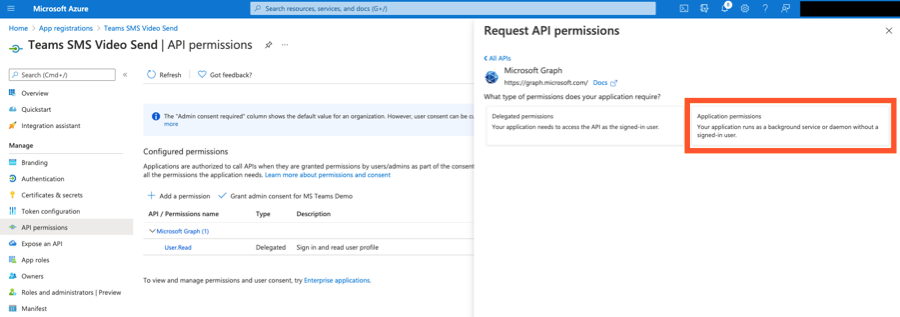 Microsoft Azure
Search resources, services, and docs (G+/)
Home > App registrations > Teams SMS Video Send
Teams SMS Video Send | API permissions
Search (Cmd+/)
Overview
Quickstart
Integration assistant
Manage
Branding
Authentication
Certificates & secrets
Token configuration
API permissions
Expose an API
App roles
Owners
Roles and administrators | Preview
Manifest
Refresh
Got feedback?
The "Admin consent required" column shows the default value for an organization. However, user consent can be cu
more
Configured permissions
Applications are authorized to call APIs when they are granted permissions by users/admins as part of the consent
all the permissions the application needs. Learn more about permissions and consent
Add a permission
Grant admin consent for MS Teams Demo
API / Permissions name Type Description
Microsoft Graph (1)
User.Read Delegated Sign in and read user profile
To view and manage permissions and user consent, try Enterprise applications.
Request API permissions
All APIs
Microsoft Graph
https://graph.microsoft.com/ Docs
What type of permissions does your application require?
Delegated permissions
Your application needs to access the API as the signed-in user.
Application permissions
Your application runs as a background service or daemon without a
signed-in user.